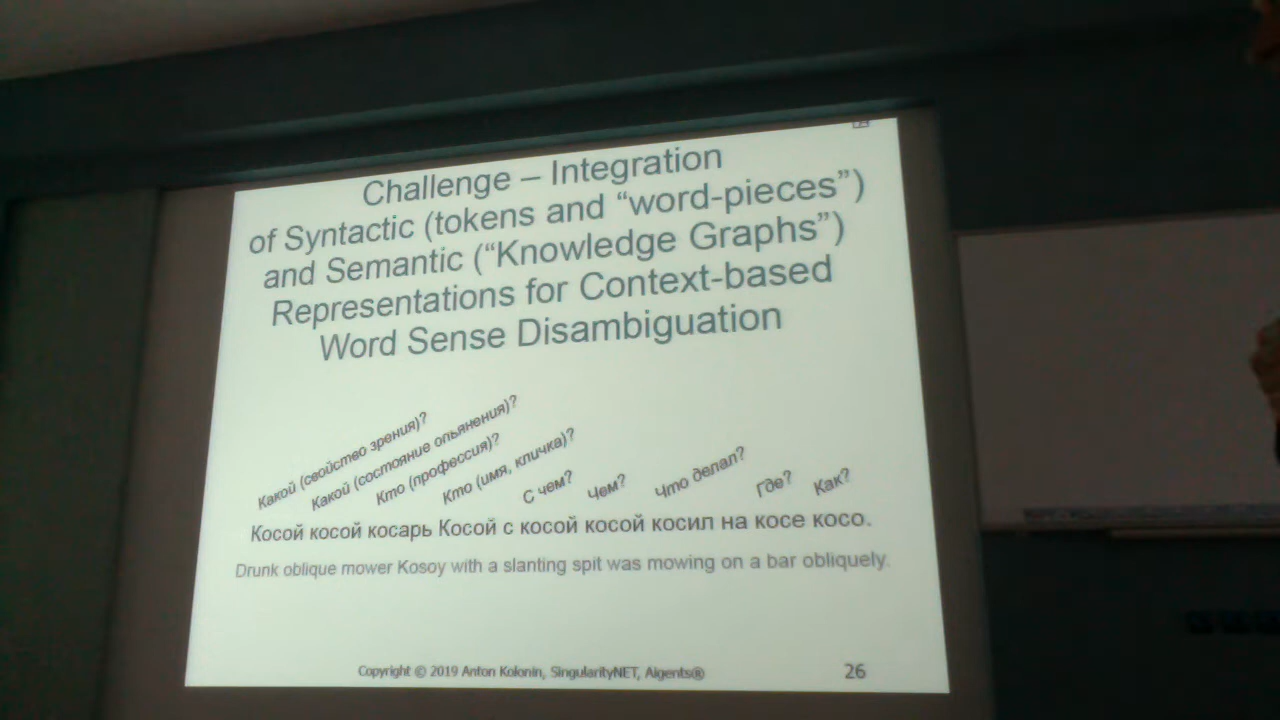 Challenge – Integration
of Syntactic (tokens and “word-pieces”)
and Semantic (“Knowledge Graphs”)
Representations for Context-based
Word Sense Disambiguation
Какой (свойство зрения)?
Какой (состояние опьянения)?
Кто (профессия)?
Кто (имя, кличка)?
С чем?
Чем?
Что делал?
Где?
Как?
Косой косой косарь Косой с косой косой косил на косе косо.
Drunk oblique mower Kosoy with a slanting spit was mowing on a bar obliquely.
Copyright © 2019 Anton Kolonin, SingularityNET, Aigents®
26